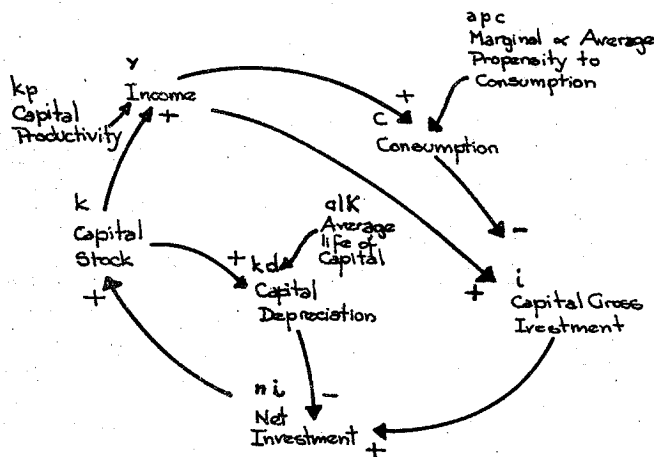 apc
Marginal & Average
Propensity to
Consumption
Y
Income
+
kp
Capital
Productivity
+
C
Consumption
k
Capital
Stock
+
alK
Average
life of
Capital
+ kd
Capital
Depreciation
-
i
+
Capital Gross
Irvestment
ni
-
Net
Investment
+